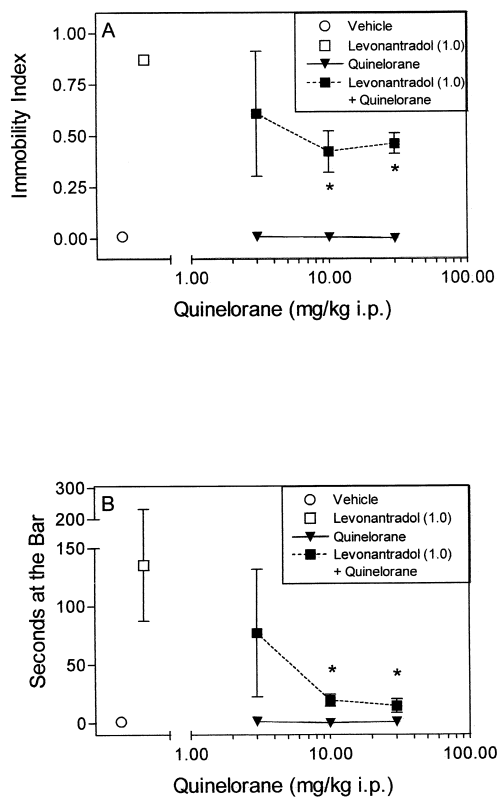 A
Vehicle
Levonantradol (1.0)
Quinelorane
Levonantradol (1.0)
+ Quinelorane
Immobility Index
1.00
0.75
0.50
0.25
0.00
*
*
1.00
10.00
100.00
Quinelorane (mg/kg i.p.)
B
Vehicle
Levonantradol (1.0)
Quinelorane
Levonantradol (1.0)
+ Quinelorane
Seconds at the Bar
300
200
150
100
50
0
*
*
1.00
10.00
100.00
Quinelorane (mg/kg i.p.)